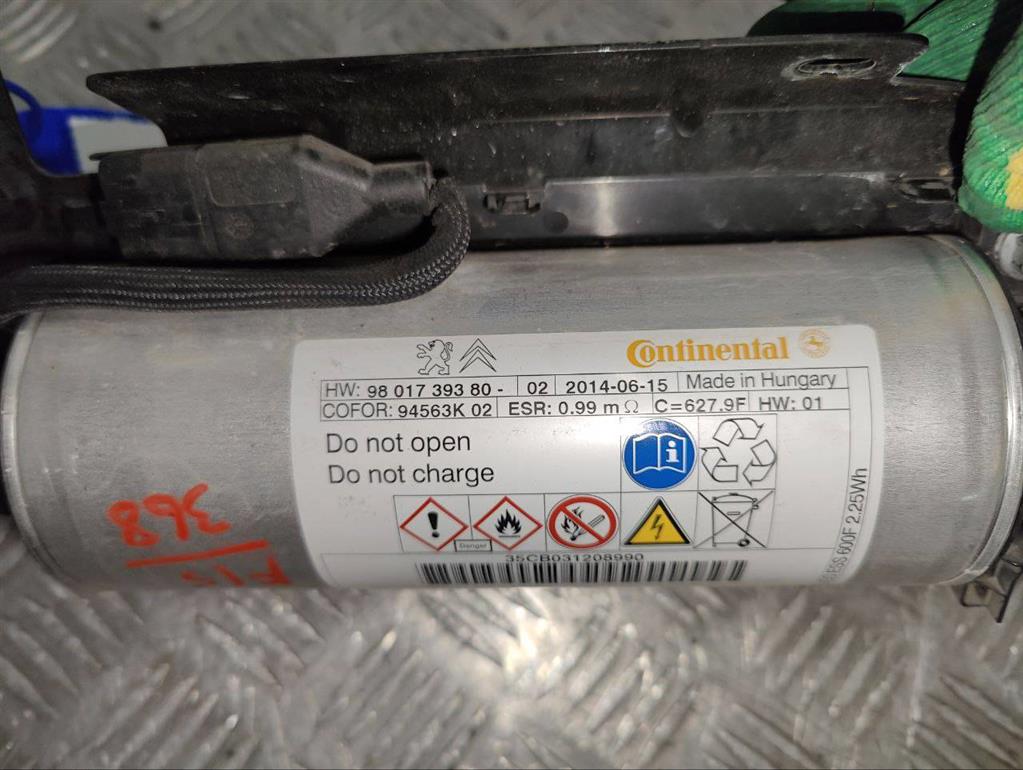 Continental
HW: 98 017 393 80 - 02 2014-06-15 Made in Hungary
COFOR: 94563K 02 ESR: 0.99 m Ω C=627.9F HW: 01
Do not open
Do not charge
Danger
35CB031208990
600F 2.25Wh
368